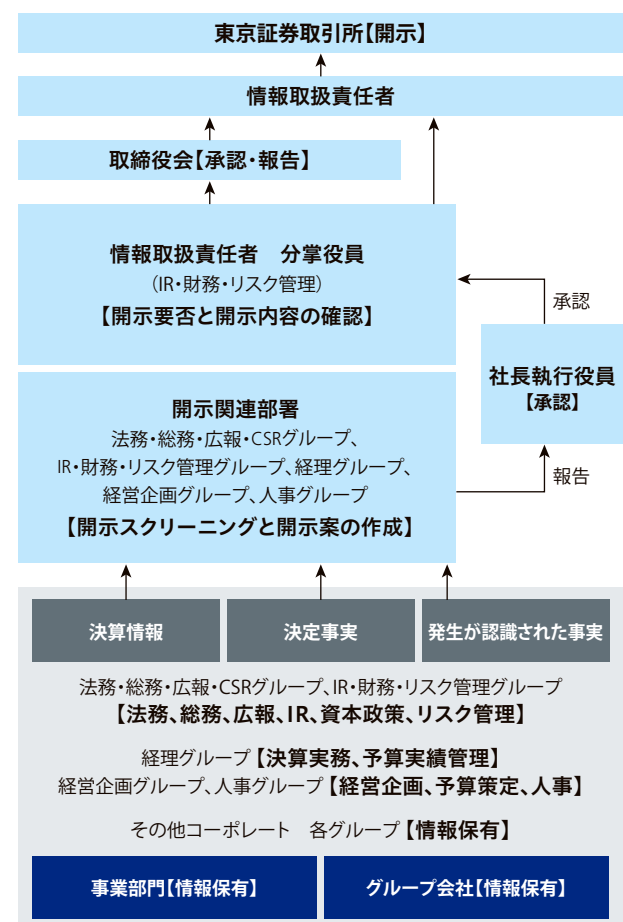 東京証券取引所【開示】
情報取扱責任者
取締役会【承認・報告】
情報取扱責任者　分掌役員
（IR・財務・リスク管理）
【開示要否と開示内容の確認】
承認
社長執行役員
【承認】
報告
開示関連部署
法務・総務・広報・CSRグループ、
IR・財務・リスク管理グループ、経理グループ、
経営企画グループ、人事グループ
【開示スクリーニングと開示案の作成】
決算情報
決定事実
発生が認識された事実
法務・総務・広報・CSRグループ、IR・財務・リスク管理グループ
【法務、総務、広報、IR、資本政策、リスク管理】
経理グループ【決算実務、予算実績管理】
経営企画グループ、人事グループ【経営企画、予算策定、人事】
その他コーポレート　各グループ【情報保有】
事業部門【情報保有】
グループ会社【情報保有】